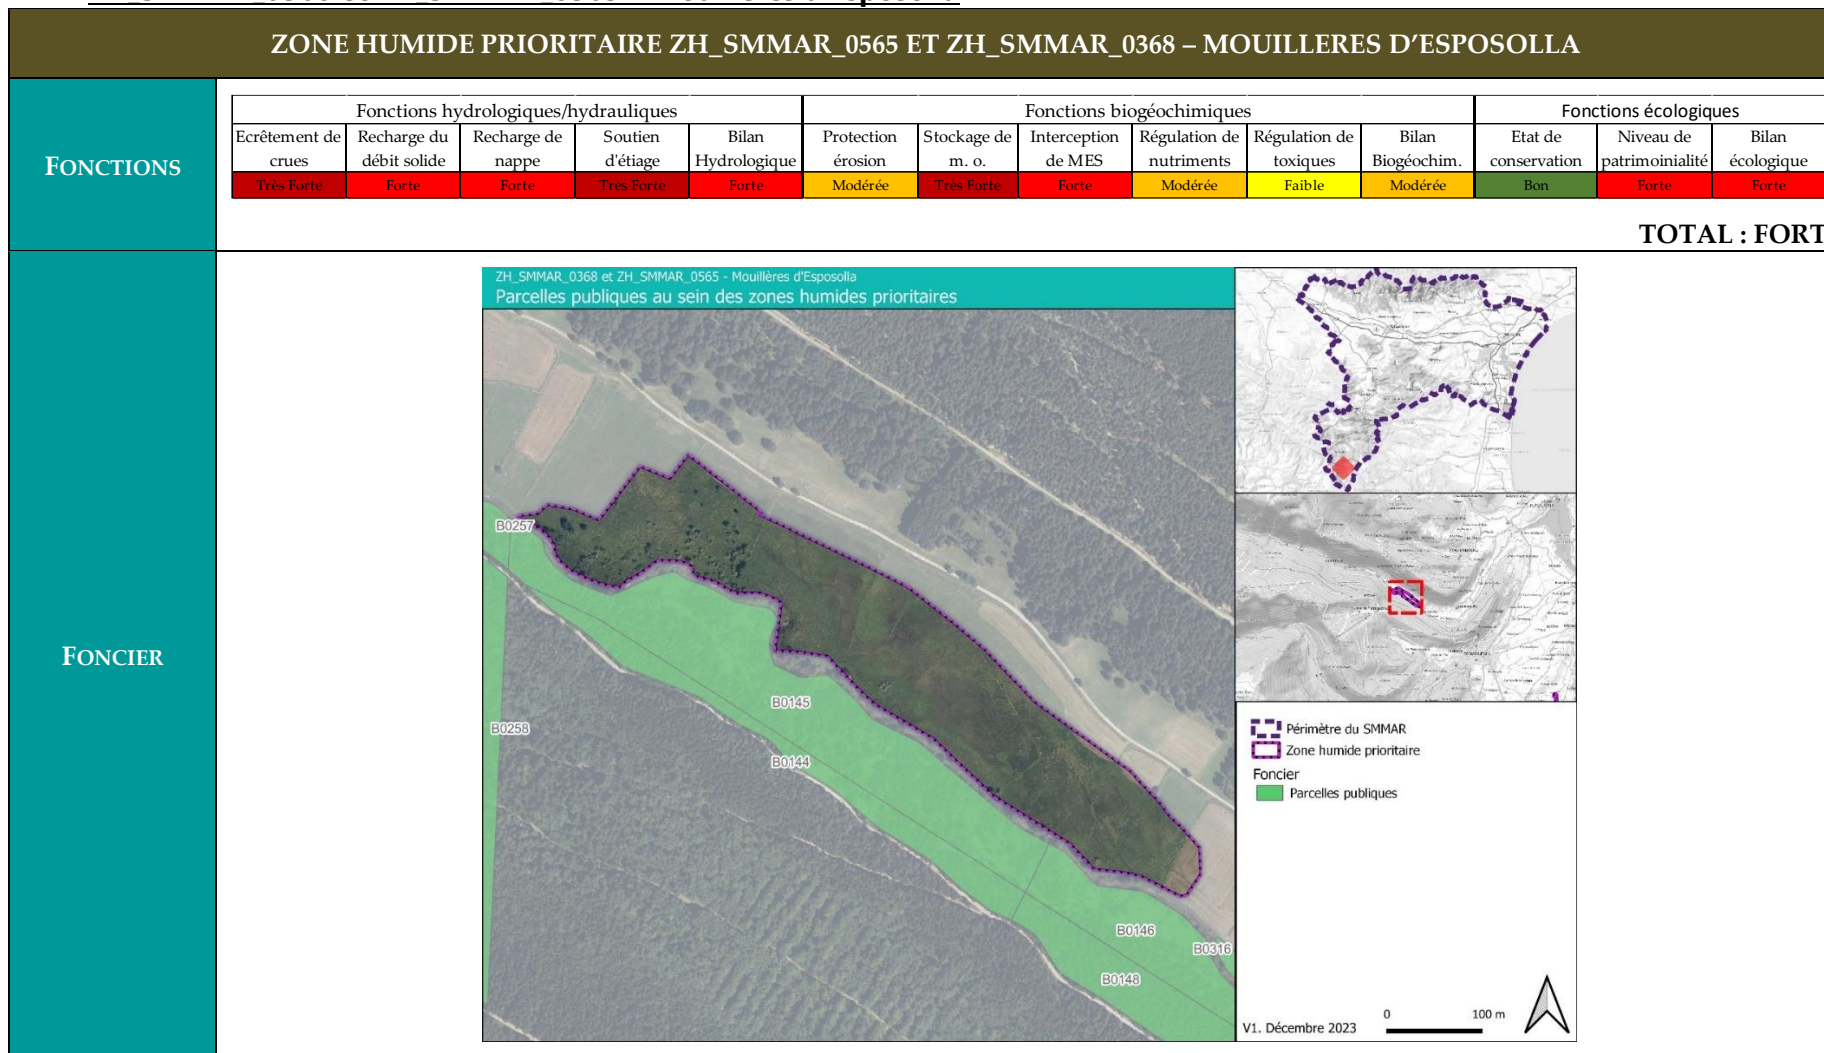 ZONE HUMIDE PRIORITAIRE ZH_SMMAR_0565 ET ZH_SMMAR_0368 – MOUILLERES D'ESPOSOLLA
FONCTIONS
Fonctions hydrologiques/hydrauliques Fonctions biogéochimiques Fonctions écologiques
Ecrêtement de crues Recharge du débit solide Recharge de nappe Soutien d'étiage Bilan Hydrologique Protection érosion Stockage de m. o. Interception de MES Régulation de nutriments Régulation de toxiques Bilan Biogéochim. Etat de conservation Niveau de patrimoinialité Bilan écologique
Très Forte Forte Forte Très Forte Forte Modérée Très Forte Forte Modérée Faible Modérée Bon Forte Forte
TOTAL : FORT
FONCIER
ZH_SMMAR_0368 et ZH_SMMAR_0565 - Mouillères d'Esposolla
Parcelles publiques au sein des zones humides prioritaires
B0257
B0145
B0258
B0144
B0146
B0316
B0148
Périmètre du SMMAR
Zone humide prioritaire
Foncier
Parcelles publiques
0 100 m
V1. Décembre 2023